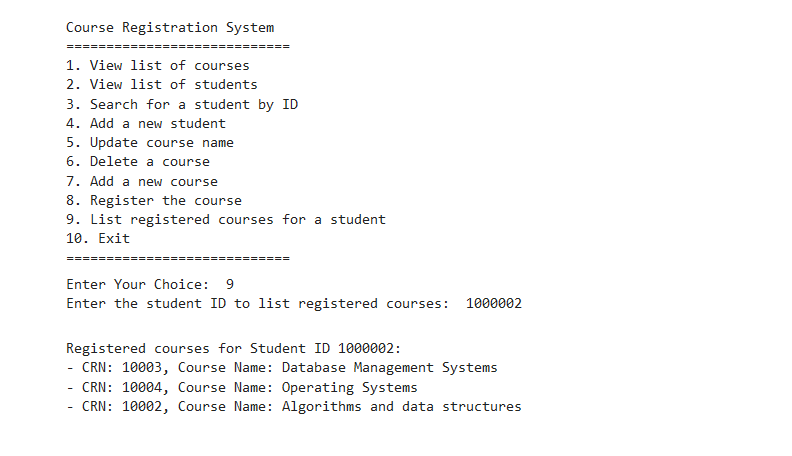 Course Registration System
============================
1. View list of courses
2. View list of students
3. Search for a student by ID
4. Add a new student
5. Update course name
6. Delete a course
7. Add a new course
8. Register the course
9. List registered courses for a student
10. Exit
============================
Enter Your Choice:  9
Enter the student ID to list registered courses:  1000002
Registered courses for Student ID 1000002:
- CRN: 10003, Course Name: Database Management Systems
- CRN: 10004, Course Name: Operating Systems
- CRN: 10002, Course Name: Algorithms and data structures